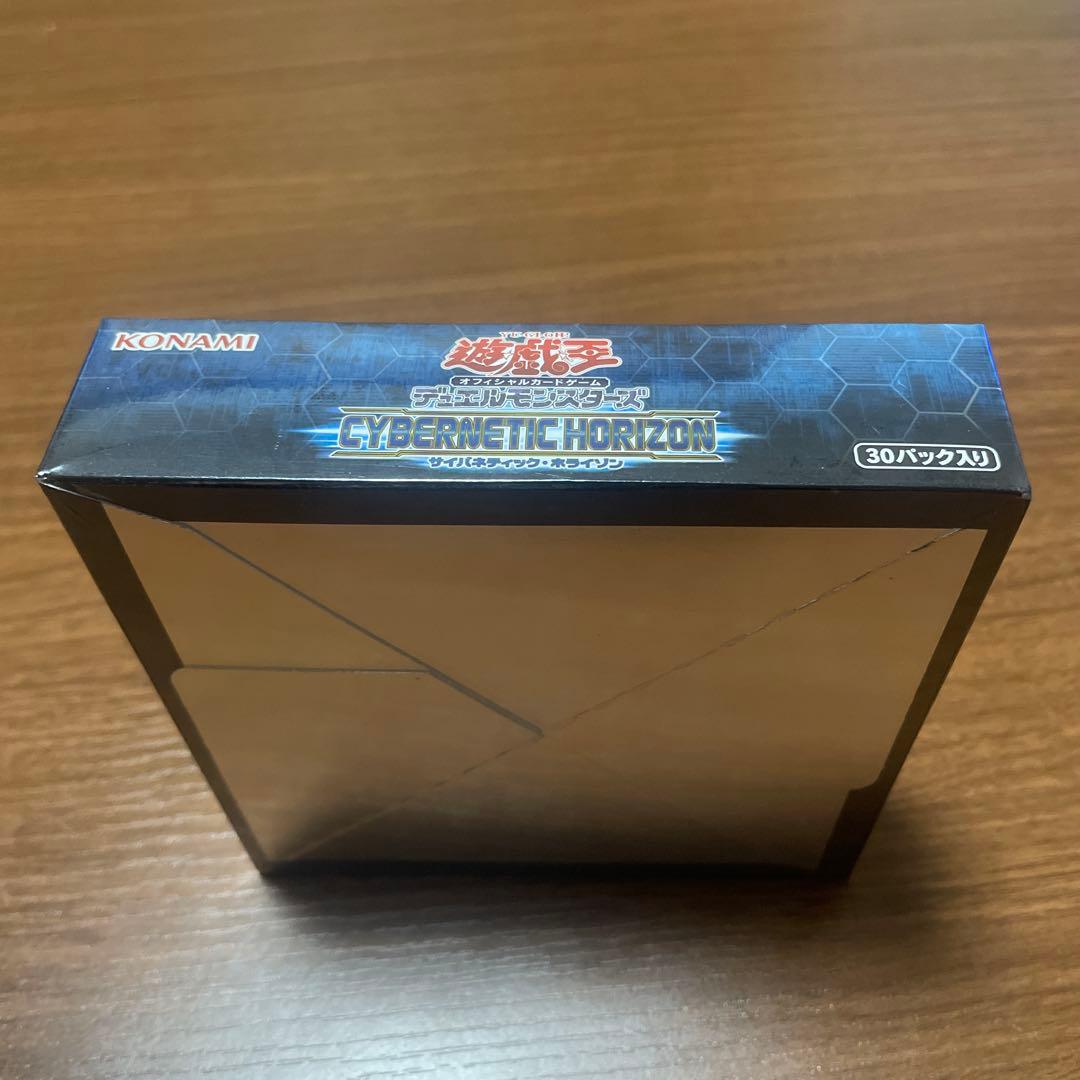 KONAMI
YU-GI-OH!
遊戯王
オフィシャルカードゲーム
デュエルモンスターズ
CYBERNETIC HORIZON
サイバネティック・ホライゾン
30パック入り